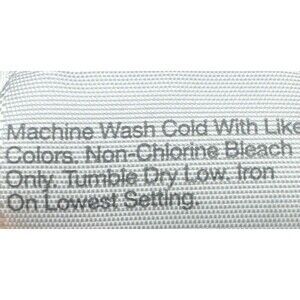 Machine Wash Cold With Like
Colors. Non-Chlorine Bleach
Only. Tumble Dry Low. Iron
On Lowest Setting.